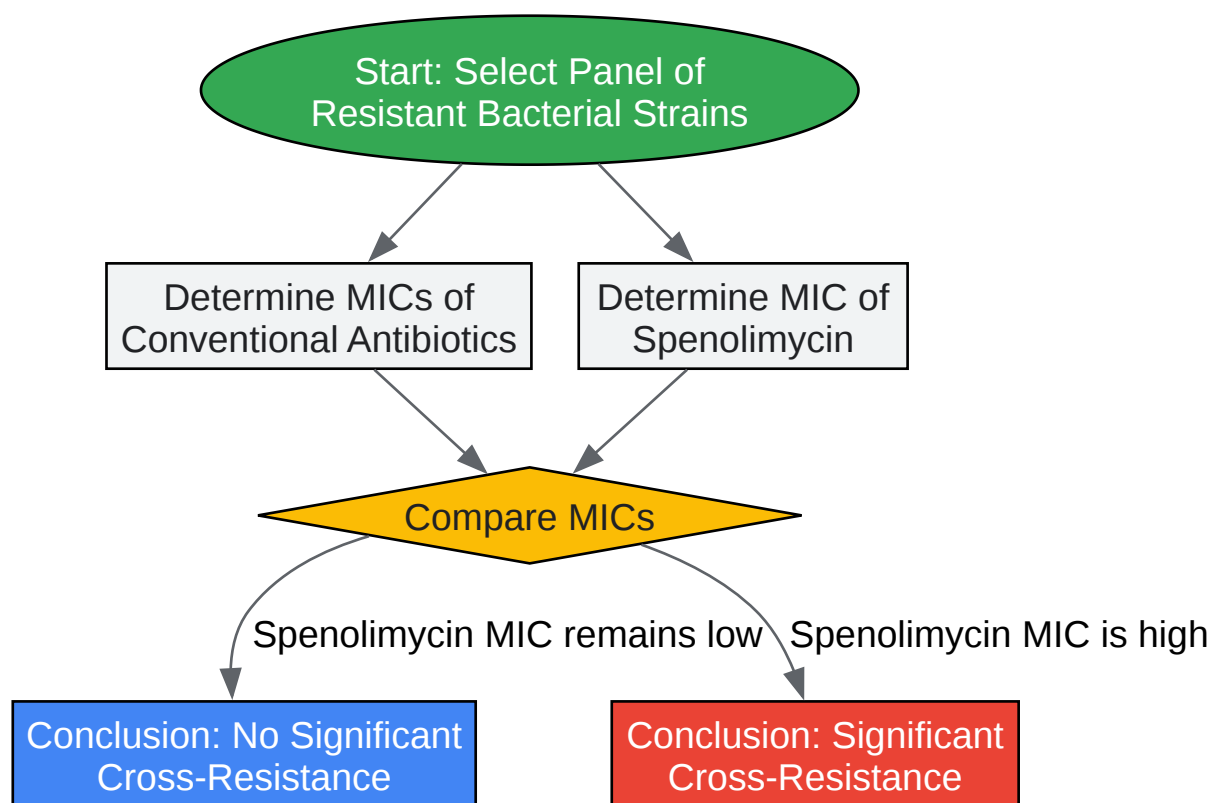 Start: Select Panel of
Resistant Bacterial Strains
Determine MICs of
Conventional Antibiotics
Determine MIC of
Spenolimycin
Compare MICs
Spenolimycin MIC remains low
Spenolimycin MIC is high
Conclusion: No Significant
Cross-Resistance
Conclusion: Significant
Cross-Resistance